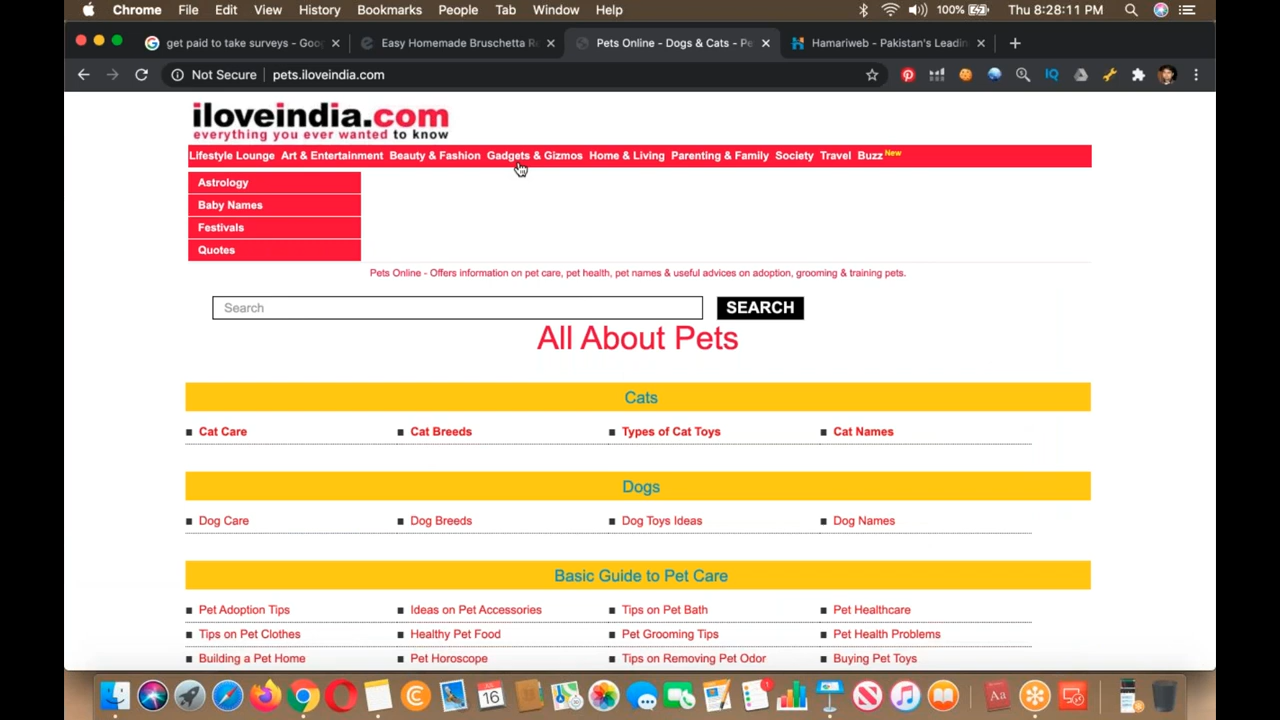 Chrome File Edit View History Bookmarks People Tab Window Help 100% Thu 8:28:11 PM
get paid to take surveys - Goo Easy Homemade Bruschetta R Pets Online - Dogs & Cats - Pe Hamariweb - Pakistan's Leadin
Not Secure pets.iloveindia.com
iloveindia.com
everything you ever wanted to know
Lifestyle Lounge Art & Entertainment Beauty & Fashion Gadgets & Gizmos Home & Living Parenting & Family Society Travel Buzz New
Astrology
Baby Names
Festivals
Quotes
Pets Online - Offers information on pet care, pet health, pet names & useful advices on adoption, grooming & training pets.
Search SEARCH
All About Pets
Cats
Cat Care Cat Breeds Types of Cat Toys Cat Names
Dogs
Dog Care Dog Breeds Dog Toys Ideas Dog Names
Basic Guide to Pet Care
Pet Adoption Tips Ideas on Pet Accessories Tips on Pet Bath Pet Healthcare
Tips on Pet Clothes Healthy Pet Food Pet Grooming Tips Pet Health Problems
Building a Pet Home Pet Horoscope Tips on Removing Pet Odor Buying Pet Toys
16
Aa